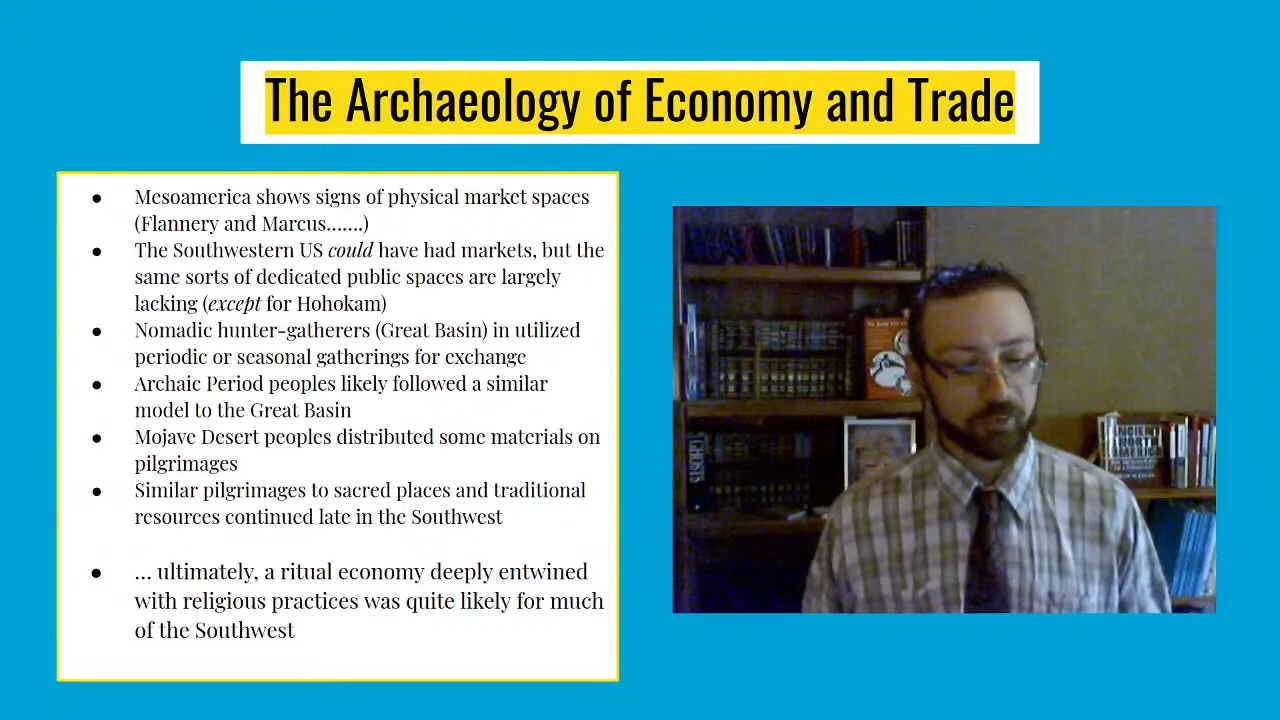 The Archaeology of Economy and Trade
● Mesoamerica shows signs of physical market spaces
(Flannery and Marcus.......)
● The Southwestern US could have had markets, but the
same sorts of dedicated public spaces are largely
lacking (except for Hohokam)
● Nomadic hunter-gatherers (Great Basin) in utilized
periodic or seasonal gatherings for exchange
● Archaic Period peoples likely followed a similar
model to the Great Basin
● Mojave Desert peoples distributed some materials on
pilgrimages
● Similar pilgrimages to sacred places and traditional
resources continued late in the Southwest
● ... ultimately, a ritual economy deeply entwined
with religious practices was quite likely for much
of the Southwest
GHOSTS
ANCIENT
NORTH
AMERICA